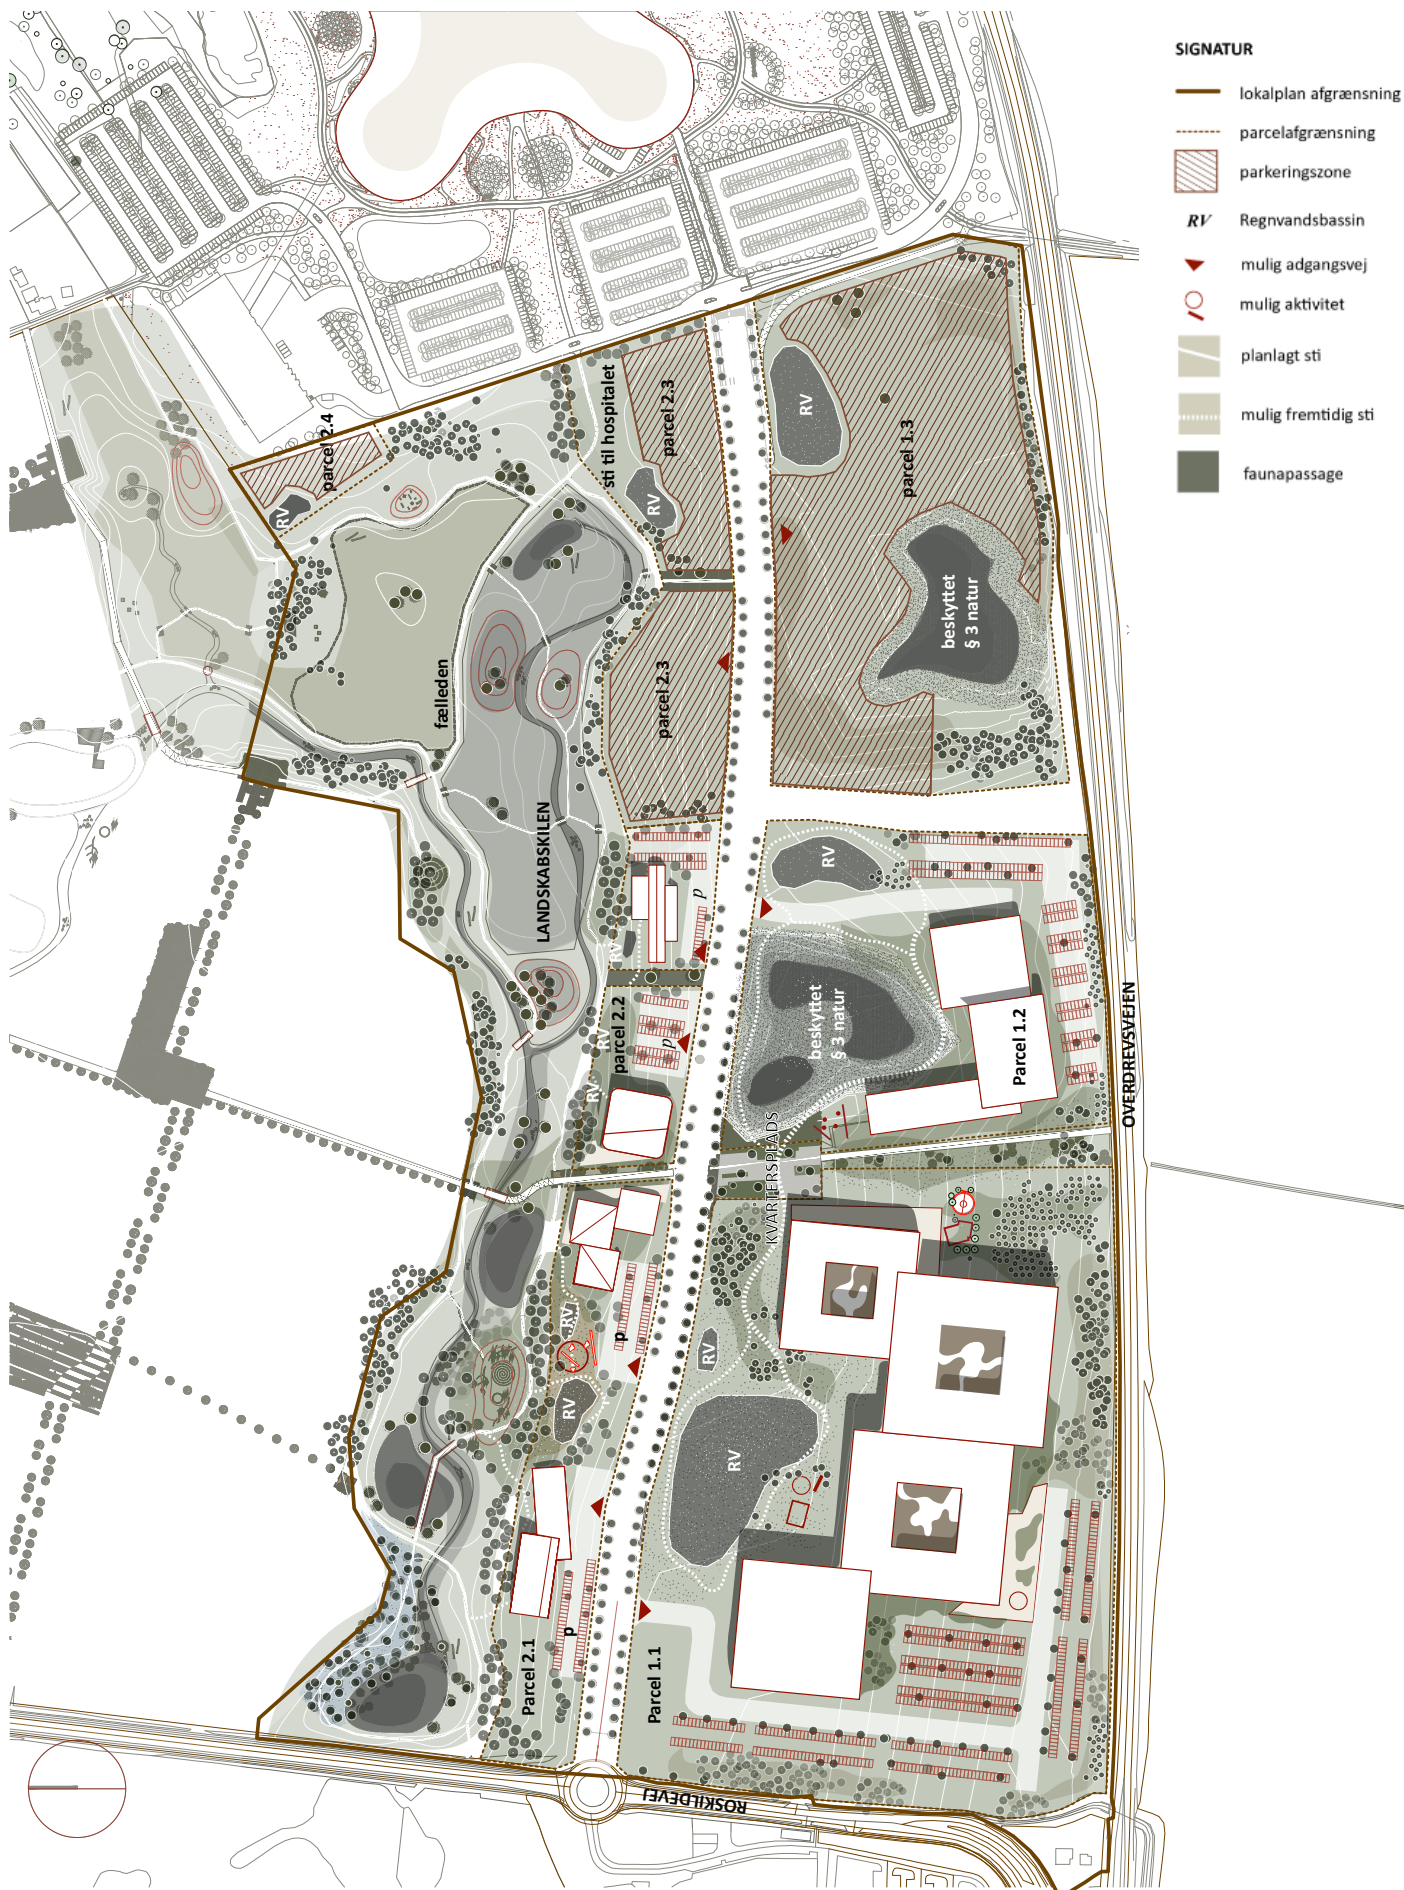 SIGNATUR
lokalplan afgrænsning
parcelafgrænsning
parkeringszone
RV
Regnvandsbassin
mulig adgangsvej
mulig aktivitet
planlagt sti
mulig fremtidig sti
faunapassage
parcel 2.4
RV
sti til hospitalet
parcel 2.3
RV
RV
parcel 1.3
beskyttet
§ 3 natur
fælleden
parcel 2.3
LANDSKABSKILEN
RV
p
RV
parcel 2.2
RV
RV
p
beskyttet
§ 3 natur
Parcel 1.2
OVERDREVSVEJEN
KVARTERSPLADS
RV
p
RV
RV
RV
Parcel 2.1
p
Parcel 1.1
ROSKILDEVEJ